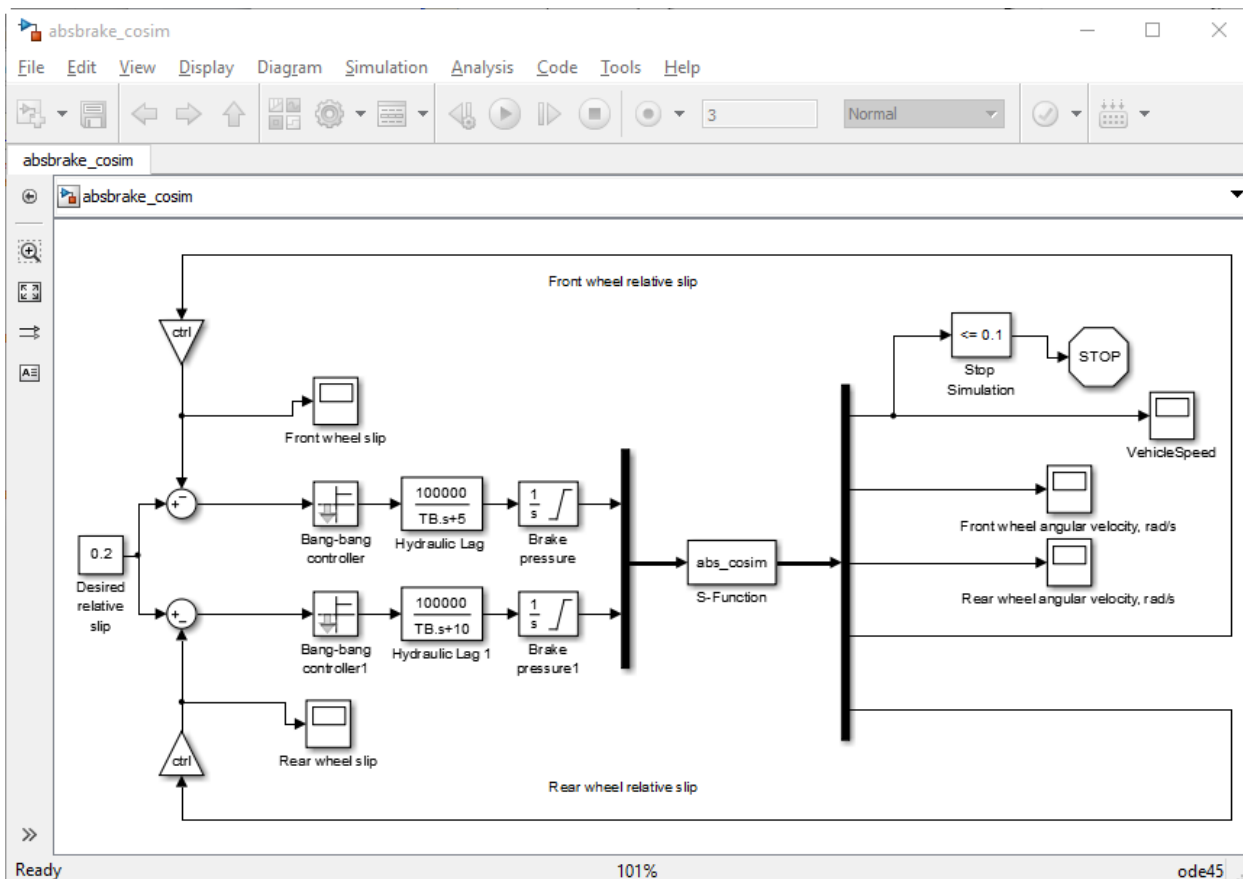 absbrake_cosim
File Edit View Display Diagram Simulation Analysis Code Tools Help
3 Normal
absbrake_cosim
absbrake_cosim
Front wheel relative slip
ctrl
<= 0.1
STOP
Stop
Simulation
Front wheel slip
VehicleSpeed
100000
TB.s+5
1
s
Bang-bang
controller
Hydraulic Lag
Brake
pressure
Front wheel angular velocity, rad/s
0.2
Desired
relative
slip
abs_cosim
S-Function
Rear wheel angular velocity, rad/s
100000
TB.s+10
1
s
Bang-bang
controller1
Hydraulic Lag 1
Brake
pressure1
ctrl
Rear wheel slip
Rear wheel relative slip
Ready 101% ode45